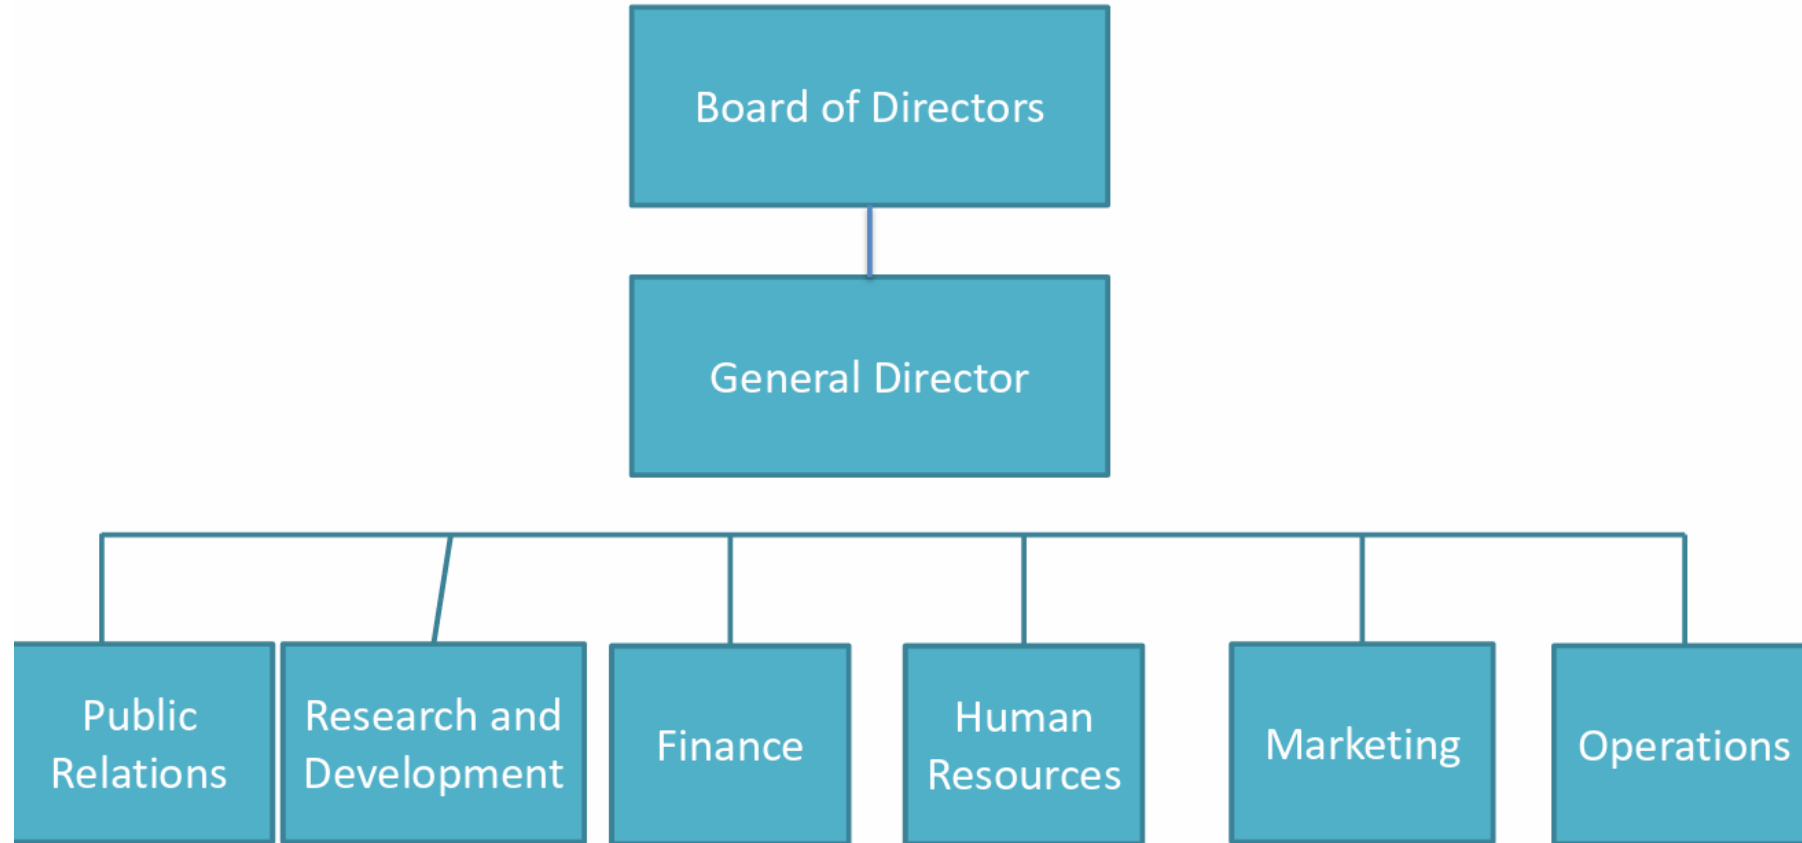 Board of Directors
General Director
Public
Relations
Research and
Development
Finance
Human
Resources
Marketing
Operations